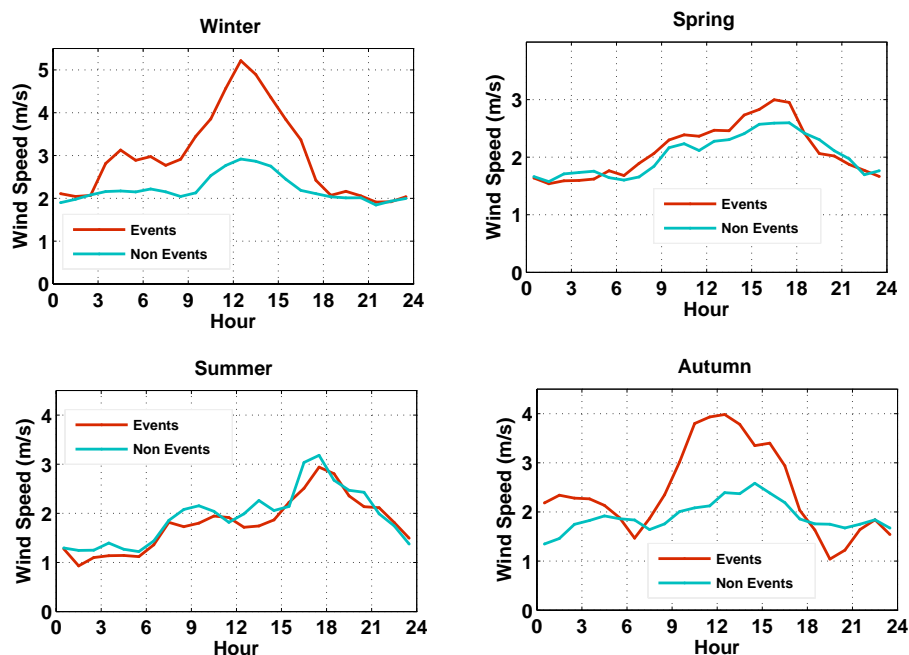 Winter
Wind Speed (m/s)
5
4
3
2
1
0
Events
Non Events
0 3 6 9 12 15 18 21 24
Hour
Spring
Wind Speed (m/s)
3
2
1
0
Events
Non Events
0 3 6 9 12 15 18 21 24
Hour
Summer
Wind Speed (m/s)
4
3
2
1
0
Events
Non Events
0 3 6 9 12 15 18 21 24
Hour
Autumn
Wind Speed (m/s)
4
3
2
1
0
Events
Non Events
0 3 6 9 12 15 18 21 24
Hour